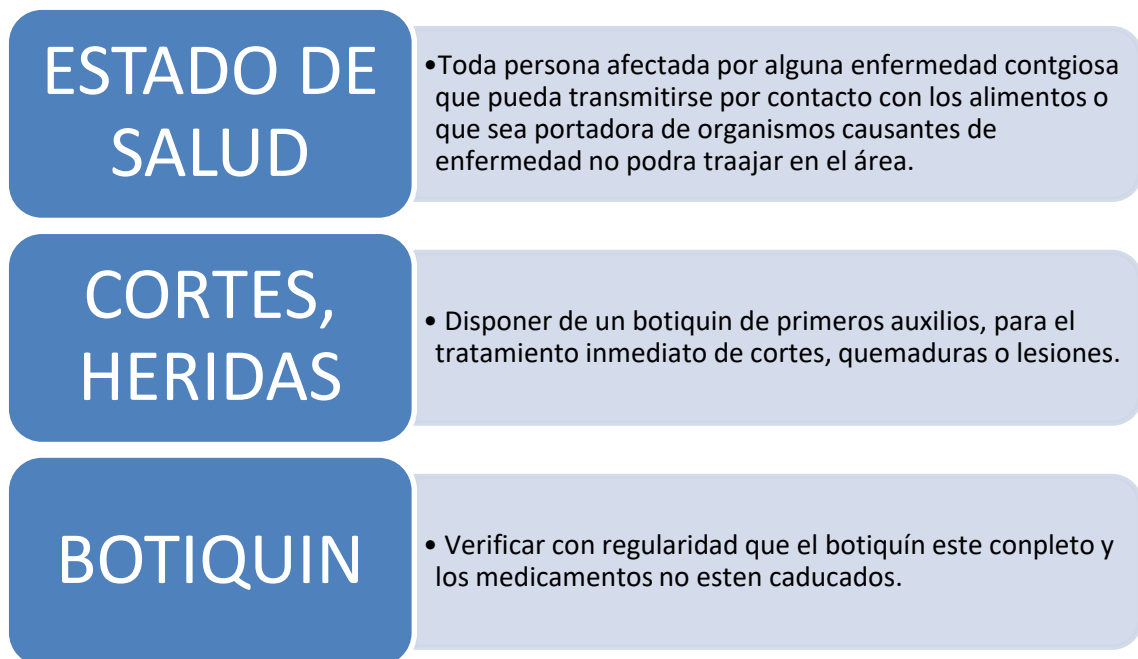 ESTADO DE
SALUD
•Toda persona afectada por alguna enfermedad contgiosa
que pueda transmitirse por contacto con los alimentos o
que sea portadora de organismos causantes de
enfermedad no podra traajar en el área.
CORTES,
HERIDAS
• Disponer de un botiquin de primeros auxilios, para el
tratamiento inmediato de cortes, quemaduras o lesiones.
BOTIQUIN
• Verificar con regularidad que el botiquín este conpleto y
los medicamentos no esten caducados.